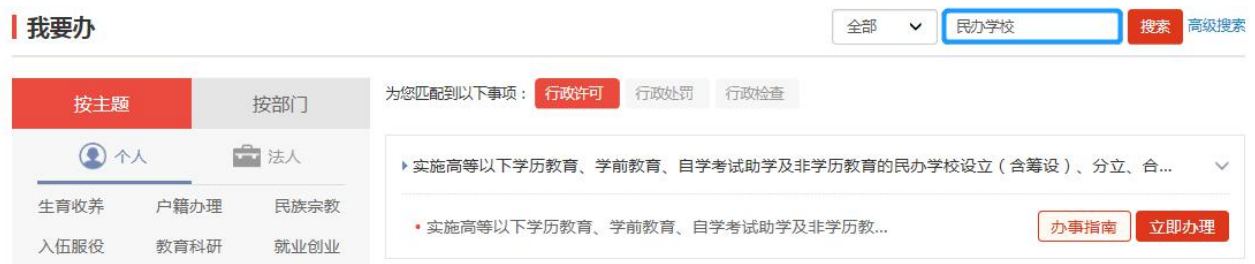 我要办
全部 民办学校 搜索 高级搜索
按主题 按部门
为您匹配到以下事项： 行政许可 行政处罚 行政检查
个人 法人
实施高等以下学历教育、学前教育、自学考试助学及非学历教育的民办学校设立（含筹设）、分立、合...
生育收养 户籍办理 民族宗教
实施高等以下学历教育、学前教育、自学考试助学及非学历教... 办事指南 立即办理
入伍服役 教育科研 就业创业